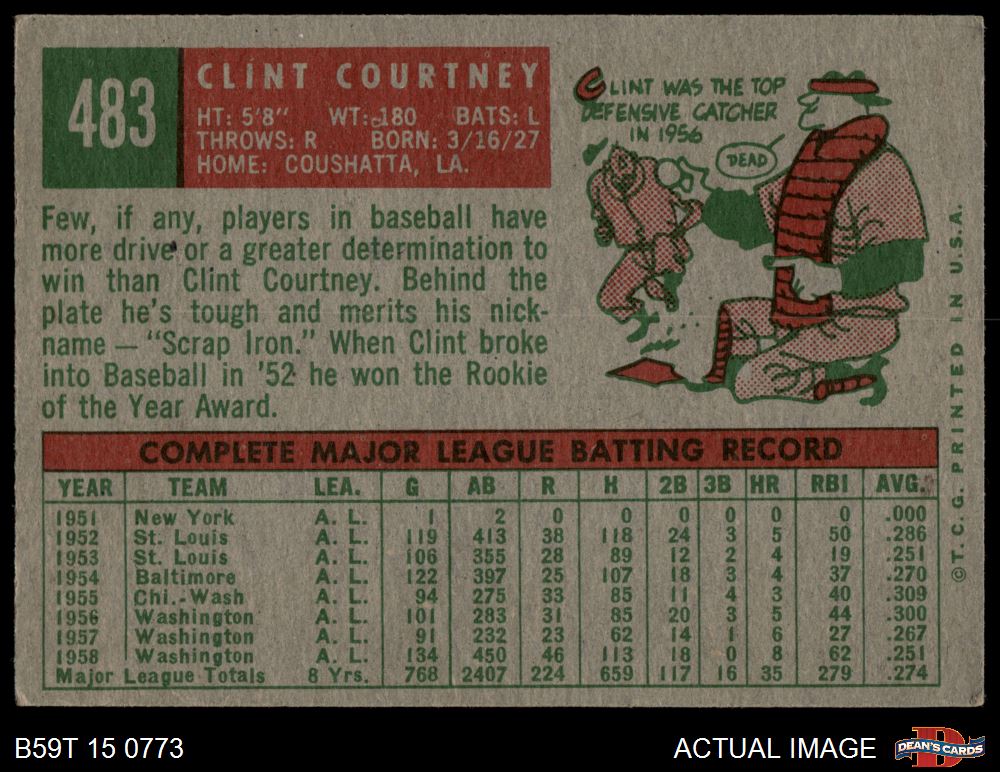 483
CLINT COURTNEY
HT: 5'8" WT: 180 BATS: L
THROWS: R BORN: 3/16/27
HOME: COUSHATTA, LA.
CLINT WAS THE TOP
DEFENSIVE CATCHER
IN 1956
DEAD
Few, if any, players in baseball have
more drive or a greater determination to
win than Clint Courtney. Behind the
plate he's tough and merits his nick-
name — "Scrap Iron." When Clint broke
into Baseball in '52 he won the Rookie
of the Year Award.
COMPLETE MAJOR LEAGUE BATTING RECORD
YEAR TEAM LEA. G AB R H 2B 3B HR RBI AVG.
1951 New York A. L. 1 2 0 0 0 0 0 0 .000
1952 St. Louis A. L. 119 413 38 118 24 3 5 50 .286
1953 St. Louis A. L. 106 355 28 89 12 2 4 19 .251
1954 Baltimore A. L. 122 397 25 107 18 3 4 37 .270
1955 Chi.-Wash A. L. 94 275 33 85 11 4 3 40 .309
1956 Washington A. L. 101 283 31 85 20 3 5 44 .300
1957 Washington A. L. 91 232 23 62 14 1 6 27 .267
1958 Washington A. L. 134 450 46 113 18 0 8 62 .251
Major League Totals 8 Yrs. 768 2407 224 659 117 16 35 279 .274
©T. C. G. PRINTED IN U.S.A.
B59T 15 0773
ACTUAL IMAGE
DEAN'S CARDS